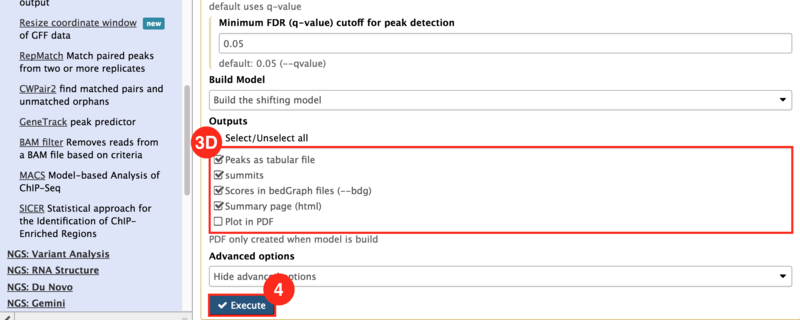 output
Resize coordinate window new
of GFF data
RepMatch Match paired peaks
from two or more replicates
CWPair2 find matched pairs and
unmatched orphans
GeneTrack peak predictor
BAM filter Removes reads from
a BAM file based on criteria
MACS Model-based Analysis of
ChIP-Seq
SICER Statistical approach for
the Identification of ChIP-
Enriched Regions
NGS: Variant Analysis
NGS: RNA Structure
NGS: Du Novo
NGS: Gemini
default uses q-value
Minimum FDR (q-value) cutoff for peak detection
0.05
default: 0.05 (--qvalue)
Build Model
Build the shifting model
Outputs
3D
Select/Unselect all
Peaks as tabular file
summits
Scores in bedGraph files (--bdg)
Summary page (html)
Plot in PDF
PDF only created when model is build
Advanced options
Hide advanced options
4
Execute